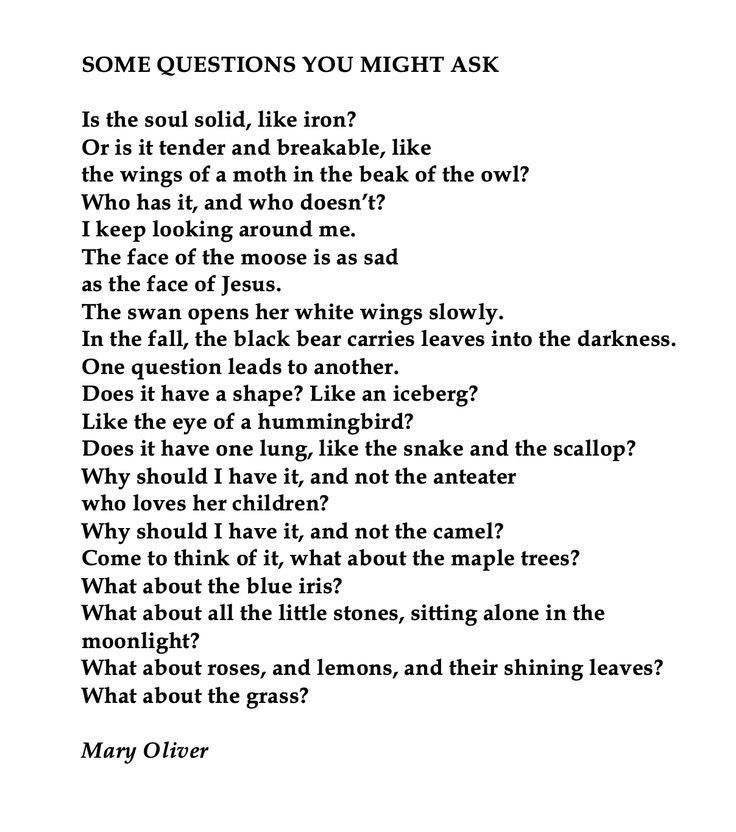 SOME QUESTIONS YOU MIGHT ASK
Is the soul solid, like iron?
Or is it tender and breakable, like
the wings of a moth in the beak of the owl?
Who has it, and who doesn’t?
I keep looking around me.
The face of the moose is as sad
as the face of Jesus.
The swan opens her white wings slowly.
In the fall, the black bear carries leaves into the darkness.
One question leads to another.
Does it have a shape? Like an iceberg?
Like the eye of a hummingbird?
Does it have one lung, like the snake and the scallop?
Why should I have it, and not the anteater
who loves her children?
Why should I have it, and not the camel?
Come to think of it, what about the maple trees?
What about the blue iris?
What about all the little stones, sitting alone in the
moonlight?
What about roses, and lemons, and their shining leaves?
What about the grass?
Mary Oliver